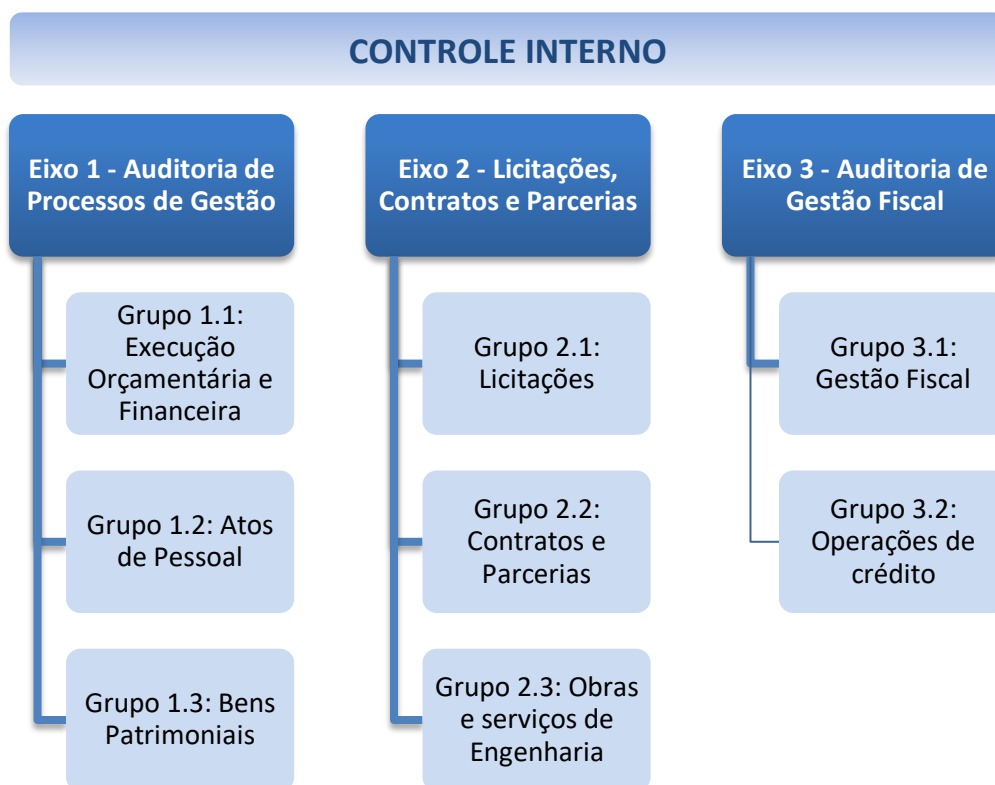 CONTROLE INTERNO
Eixo 1 - Auditoria de
Processos de Gestão
Grupo 1.1:
Execução
Orçamentária e
Financeira
Grupo 1.2: Atos
de Pessoal
Grupo 1.3: Bens
Patrimoniais
Eixo 2 - Licitações,
Contratos e Parcerias
Grupo 2.1:
Licitações
Grupo 2.2:
Contratos e
Parcerias
Grupo 2.3: Obras
e serviços de
Engenharia
Eixo 3 - Auditoria de
Gestão Fiscal
Grupo 3.1:
Gestão Fiscal
Grupo 3.2:
Operações de
crédito